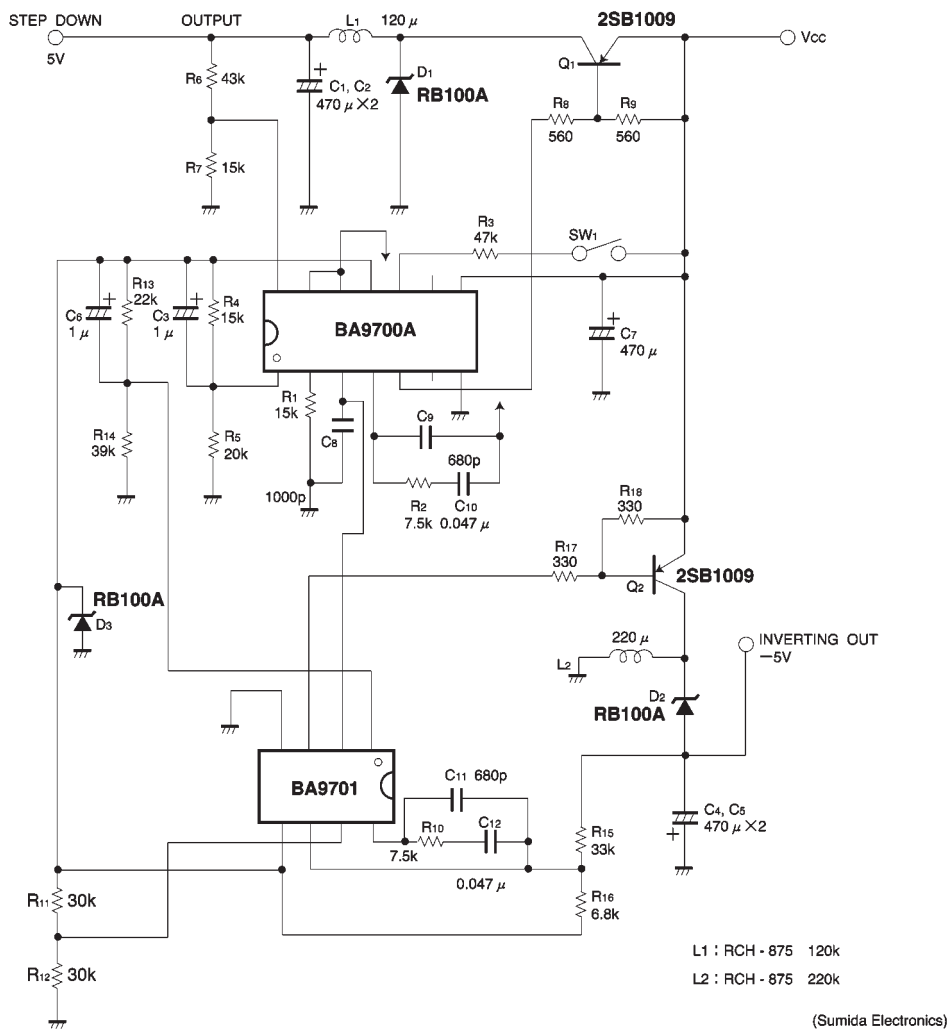 STEP DOWN OUTPUT L1 120 μ 2SB1009
5V
Vcc
Q1
R6 43k
C1, C2
470 μ×2
D1
RB100A
R8
560
R9
560
R7 15k
R3
47k
SW1
R13
22k
C6
1 μ
C3
1 μ
R4
15k
BA9700A
C7
470 μ
R1
15k
C8
C9
R14
39k
R5
20k
680p
1000p
R2
7.5k
C10
0.047 μ
R18
330
R17
330
2SB1009
Q2
RB100A
D3
220 μ
L2
INVERTING OUT
−5V
D2
RB100A
BA9701
C11 680p
R10
C12
7.5k
0.047 μ
C4, C5
470 μ×2
R15
33k
R16
6.8k
R11 30k
R12 30k
L1 : RCH - 875 120k
L2 : RCH - 875 220k
(Sumida Electronics)